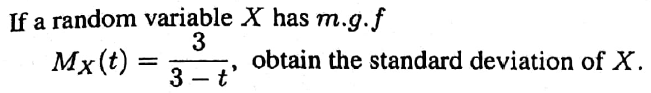 If a random variable X has m.g.f
M_X(t) = 3/(3 − t), obtain the standard deviation of X.